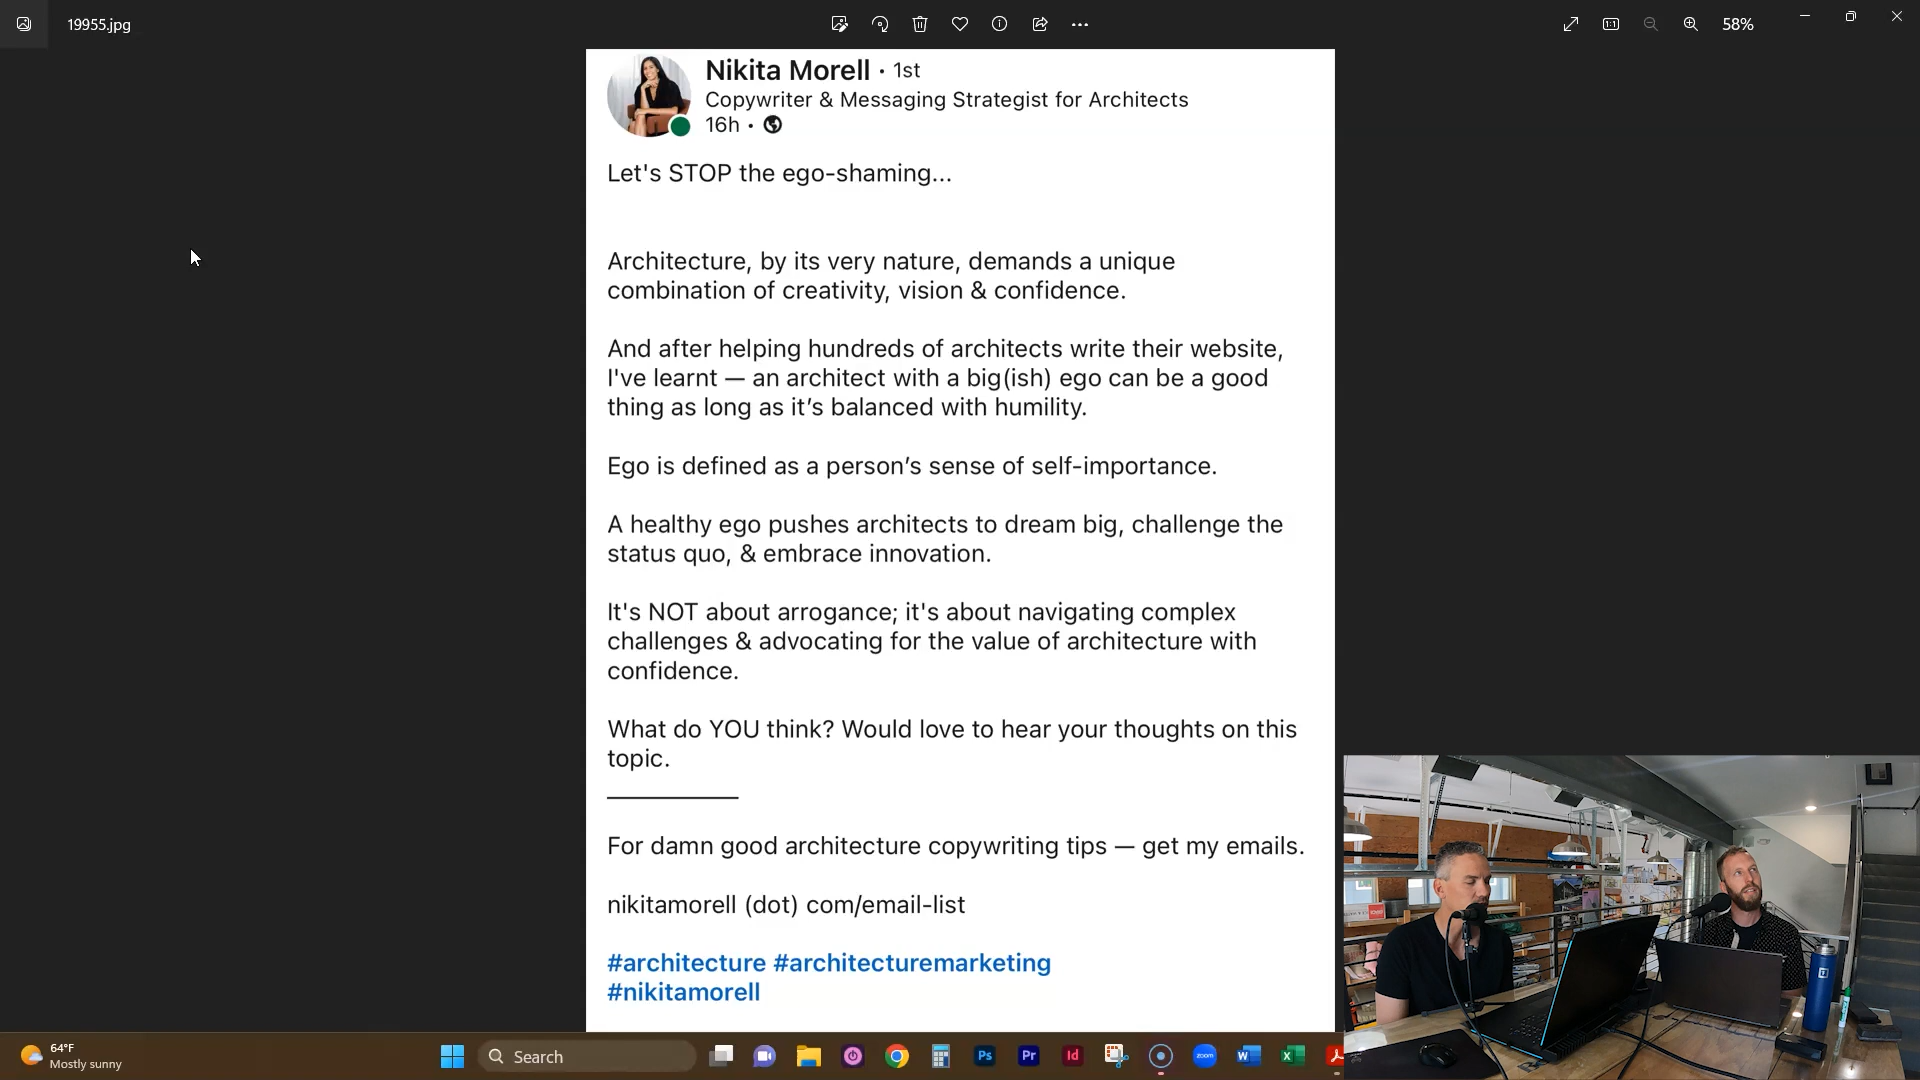 19955.jpg
58%
Nikita Morell · 1st
Copywriter & Messaging Strategist for Architects
16h ·
Let's STOP the ego-shaming...
Architecture, by its very nature, demands a unique
combination of creativity, vision & confidence.
And after helping hundreds of architects write their website,
I've learnt — an architect with a big(ish) ego can be a good
thing as long as it’s balanced with humility.
Ego is defined as a person’s sense of self-importance.
A healthy ego pushes architects to dream big, challenge the
status quo, & embrace innovation.
It's NOT about arrogance; it's about navigating complex
challenges & advocating for the value of architecture with
confidence.
What do YOU think? Would love to hear your thoughts on this
topic.
For damn good architecture copywriting tips — get my emails.
nikitamorell (dot) com/email-list
#architecture #architecturemarketing
#nikitamorell
64°F
Mostly sunny
Search
Ps
Pr
Id
zoom
W
X